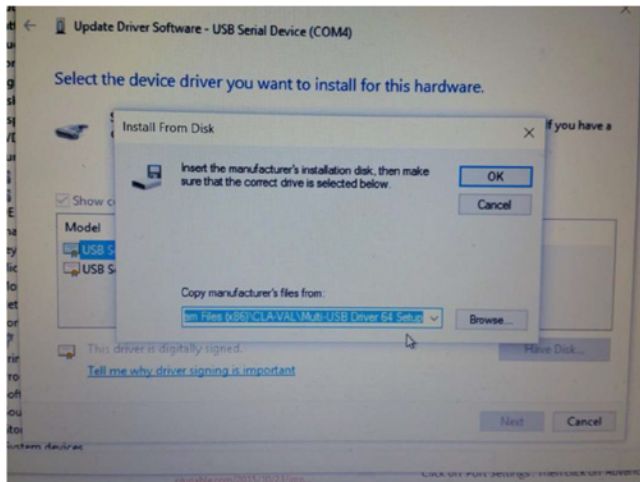 Update Driver Software - USB Serial Device (COM4)
Select the device driver you want to install for this hardware.
If you have a
Install From Disk
Insert the manufacturer's installation disk, then make
sure that the correct drive is selected below.
OK
Cancel
Show
Model
USB S
USB S
Copy manufacturer's files from:
am Files (x86)\CLA-VAL\Multi-USB Driver 64 Setup
Browse...
This driver is digitally signed.
Have Disk...
Tell me why driver signing is important
Next
Cancel
system devices